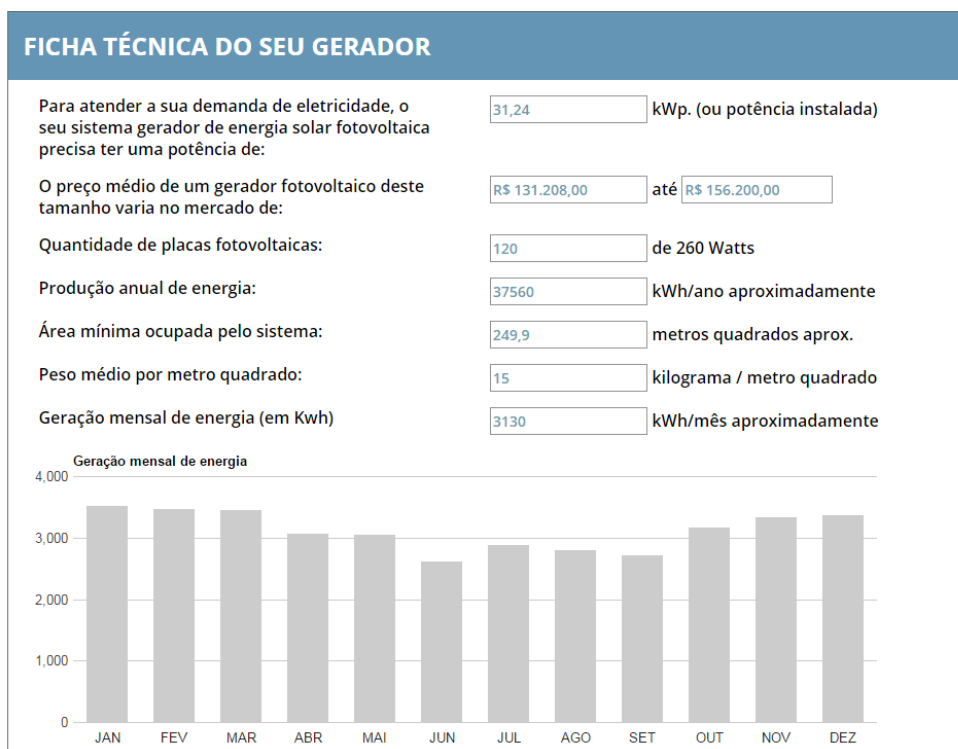 FICHA TÉCNICA DO SEU GERADOR
Para atender a sua demanda de eletricidade, o
seu sistema gerador de energia solar fotovoltaica
precisa ter uma potência de:
31,24 kWp. (ou potência instalada)
O preço médio de um gerador fotovoltaico deste
tamanho varia no mercado de:
R$ 131.208,00 até R$ 156.200,00
Quantidade de placas fotovoltaicas: 120 de 260 Watts
Produção anual de energia: 37560 kWh/ano aproximadamente
Área mínima ocupada pelo sistema: 249,9 metros quadrados aprox.
Peso médio por metro quadrado: 15 kilograma / metro quadrado
Geração mensal de energia (em Kwh) 3130 kWh/mês aproximadamente
Geração mensal de energia
4,000
3,000
2,000
1,000
0
JAN FEV MAR ABR MAI JUN JUL AGO SET OUT NOV DEZ